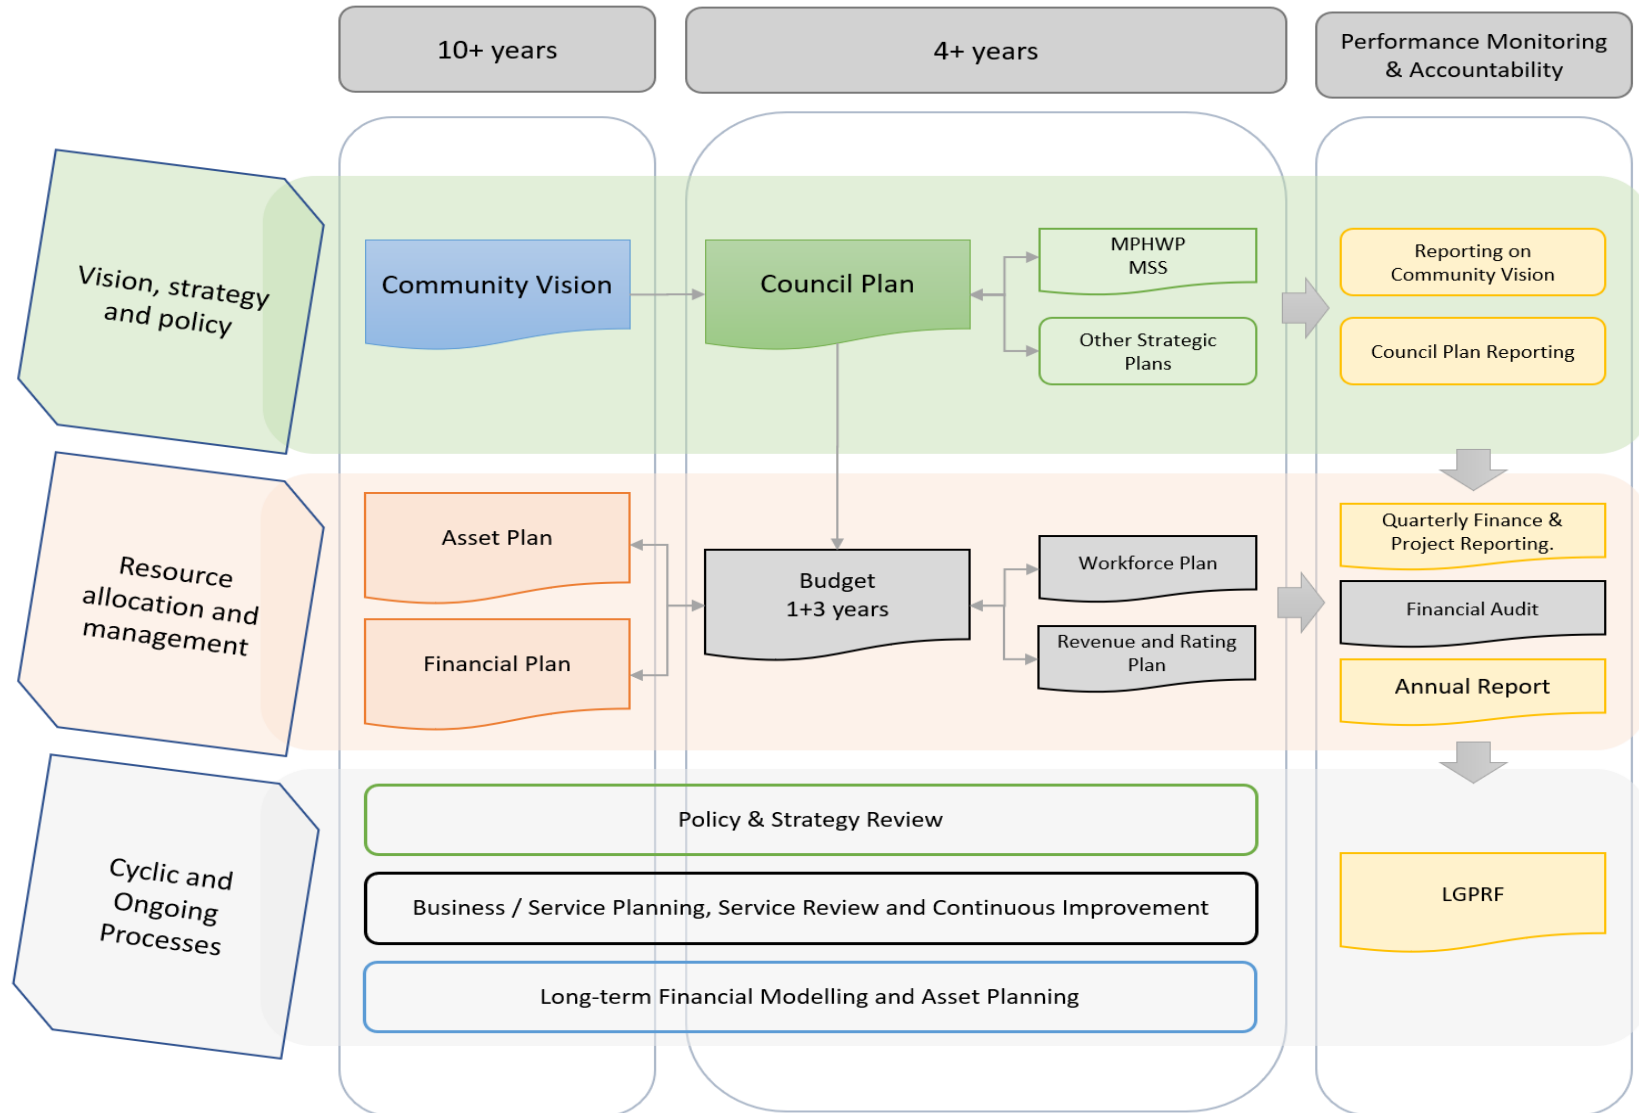 10+ years
4+ years
Performance Monitoring
& Accountability
Vision, strategy
and policy
Community Vision
Council Plan
MPHWP
MSS
Other Strategic
Plans
Reporting on
Community Vision
Council Plan Reporting
Resource
allocation and
management
Asset Plan
Financial Plan
Budget
1+3 years
Workforce Plan
Revenue and Rating
Plan
Quarterly Finance &
Project Reporting.
Financial Audit
Annual Report
Cyclic and
Ongoing
Processes
Policy & Strategy Review
Business / Service Planning, Service Review and Continuous Improvement
Long-term Financial Modelling and Asset Planning
LGPRF